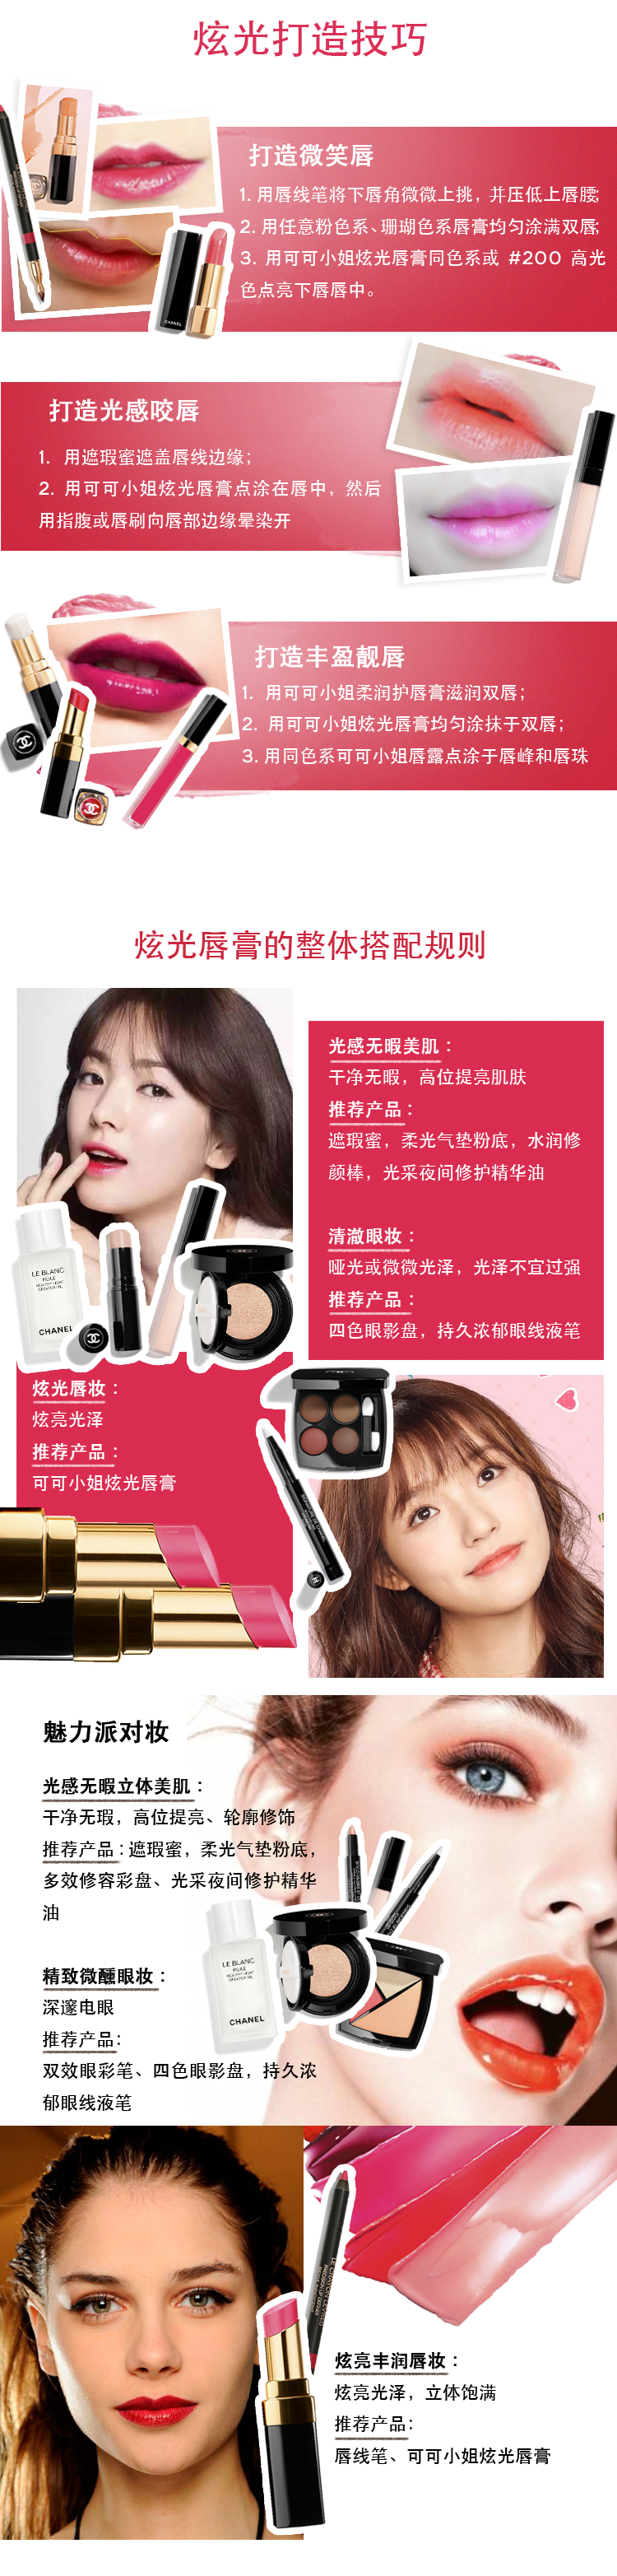 炫光打造技巧
打造微笑唇
1. 用唇线笔将下唇角微微上挑，并压低上唇腰;
2. 用任意粉色系、珊瑚色系唇膏均匀涂满双唇;
3. 用可可小姐炫光唇膏同色系或 #200 高光
色点亮下唇唇中。
CHANEL
打造光感咬唇
1. 用遮瑕蜜遮盖唇线边缘；
2. 用可可小姐炫光唇膏点涂在唇中，然后
用指腹或唇刷向唇部边缘晕染开
打造丰盈靓唇
1. 用可可小姐柔润护唇膏滋润双唇；
2. 用可可小姐炫光唇膏均匀涂抹于双唇；
3. 用同色系可可小姐唇露点涂于唇峰和唇珠
炫光唇膏的整体搭配规则
光感无暇美肌：
干净无暇，高位提亮肌肤
推荐产品：
遮瑕蜜，柔光气垫粉底，水润修
颜棒，光采夜间修护精华油
清澈眼妆：
哑光或微微光泽，光泽不宜过强
推荐产品：
四色眼影盘，持久浓郁眼线液笔
LE BLANC
HUILE
HEALTHY LIGHT
CREATOR OIL
CHANEL
炫光唇妆：
炫亮光泽
推荐产品：
可可小姐炫光唇膏
魅力派对妆
光感无暇立体美肌：
干净无瑕，高位提亮、轮廓修饰
推荐产品：遮瑕蜜，柔光气垫粉底，
多效修容彩盘、光采夜间修护精华
油
LE BLANC
HUILE
HEALTHY LIGHT
CREATOR OIL
CHANEL
精致微醺眼妆：
深邃电眼
推荐产品：
双效眼彩笔、四色眼影盘，持久浓
郁眼线液笔
炫亮丰润唇妆：
炫亮光泽，立体饱满
推荐产品：
唇线笔、可可小姐炫光唇膏